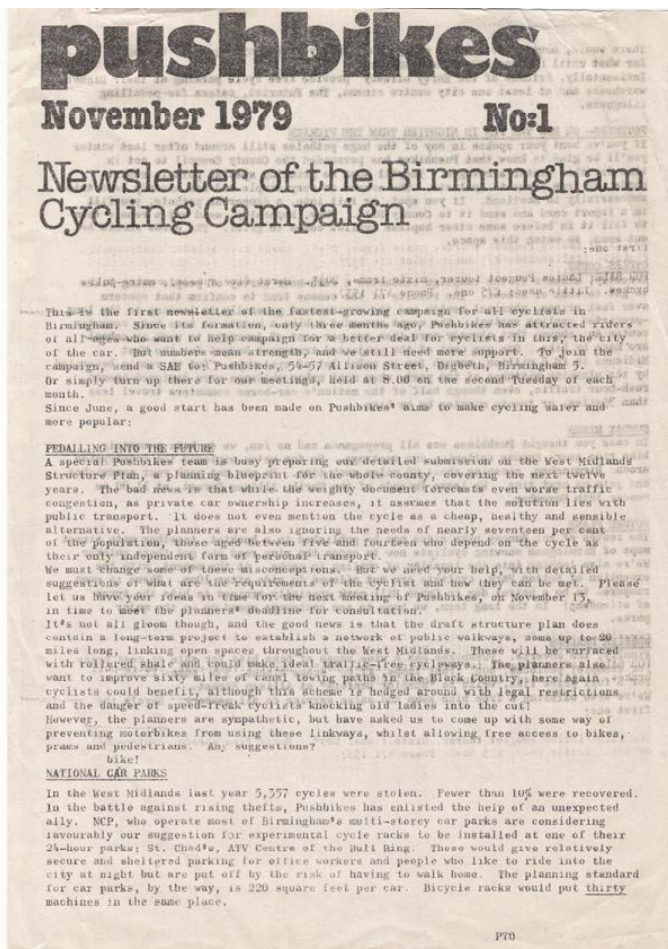 pushbikes
November 1979 No:1
Newsletter of the Birmingham
Cycling Campaign
This is the first newsletter of the fastest-growing campaign for all cyclists in
Birmingham. Since its formation, only three months ago, Pushbikes has attracted riders
of all ages who want to help campaign for a better deal for cyclists in this, the city
of the car. But numbers mean strength, and we still need more support. To join the
campaign, send a SAE to: Pushbikes, 54-57 Allison Street, Digbeth, Birmingham 5.
Or simply turn up there for our meetings, held at 8.00 on the second Tuesday of each
month.
Since June, a good start has been made on Pushbikes' aims to make cycling safer and
more popular:
PEDALLING INTO THE FUTURE
A special Pushbikes team is busy preparing our detailed submission on the West Midlands
Structure Plan, a planning blueprint for the whole county, covering the next twelve
years. The bad news is that while the weighty document forecasts even worse traffic
congestion, as private car ownership increases, it assumes that the solution lies with
public transport. It does not even mention the cycle as a cheap, healthy and sensible
alternative. The planners are also ignoring the needs of nearly seventeen per cent
of the population, those aged between five and fourteen who depend on the cycle as
their only independent form of personal transport.
We must change some of these misconceptions. But we need your help, with detailed
suggestions of what are the requirements of the cyclist and how they can be met. Please
let us have your ideas in time for the next meeting of Pushbikes, on November 13,
in time to meet the planners' deadline for consultation.
It's not all gloom though, and the good news is that the draft structure plan does
contain a long-term project to establish a network of public walkways, some up to 20
miles long, linking open spaces throughout the West Midlands. These will be surfaced
with rollered shale and could make ideal traffic-free cycleways. The planners also
want to improve sixty miles of canal towing paths in the Black Country, here again
cyclists could benefit, although this scheme is hedged around with legal restrictions
and the danger of speed-freak cyclists knocking old ladies into the cut!
However, the planners are sympathetic, but have asked us to come up with some way of
preventing motorbikes from using these linkways, whilst allowing free access to bikes,
prams and pedestrians. Any suggestions?
bike!
NATIONAL CAR PARKS
In the West Midlands last year 5,357 cycles were stolen. Fewer than 10% were recovered.
In the battle against rising thefts, Pushbikes has enlisted the help of an unexpected
ally. NCP, who operate most of Birmingham's multi-storey car parks are considering
favourably our suggestion for experimental cycle racks to be installed at one of their
24-hour parks; St. Chad's, ATV Centre of the Bull Ring. These would give relatively
secure and sheltered parking for office workers and people who like to ride into the
city at night but are put off by the risk of having to walk home. The planning standard
for car parks, by the way, is 220 square feet per car. Bicycle racks would put thirty
machines in the same place.
PTO